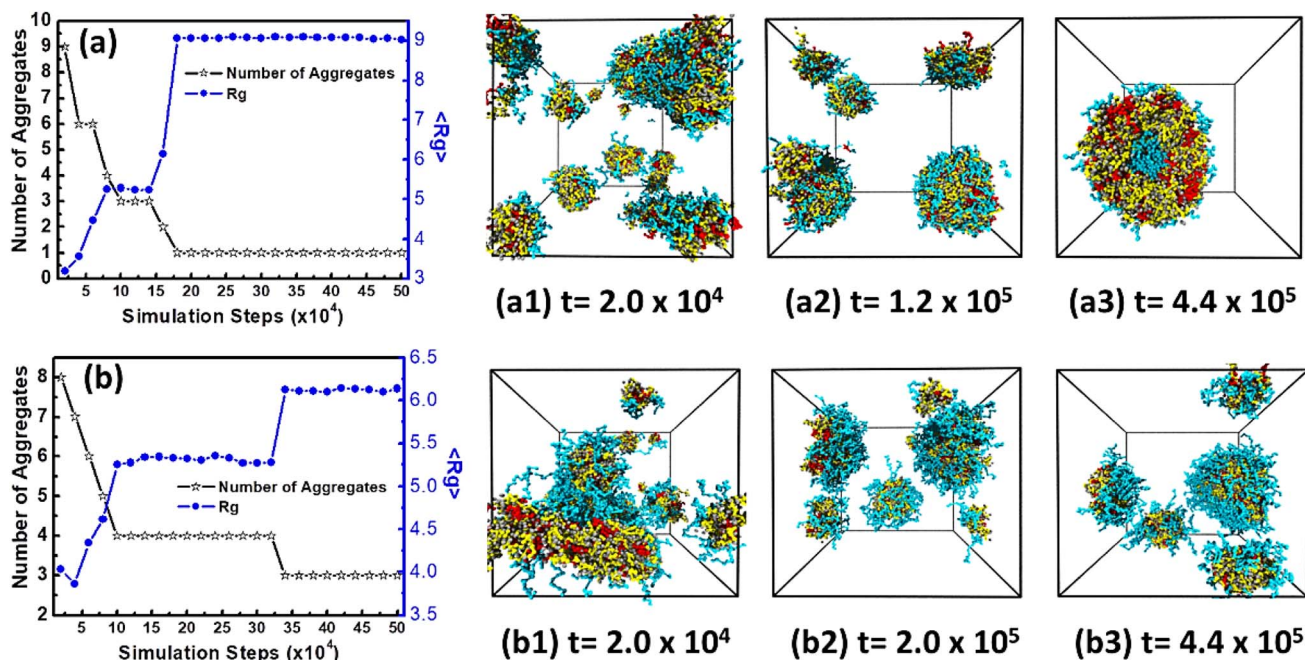 (a)
Number of Aggregates
10
9
8
7
6
5
4
3
2
1
0
Number of Aggregates
Rg
9
8
7
6
5
4
3
<Rg>
5 10 15 20 25 30 35 40 45 50
Simulation Steps (x10⁴)
(a1) t= 2.0 x 10⁴
(a2) t= 1.2 x 10⁵
(a3) t= 4.4 x 10⁵
(b)
Number of Aggregates
8
7
6
5
4
3
2
Number of Aggregates
Rg
6.5
6.0
5.5
5.0
4.5
4.0
3.5
<Rg>
5 10 15 20 25 30 35 40 45 50
Simulation Steps (x10⁴)
(b1) t= 2.0 x 10⁴
(b2) t= 2.0 x 10⁵
(b3) t= 4.4 x 10⁵